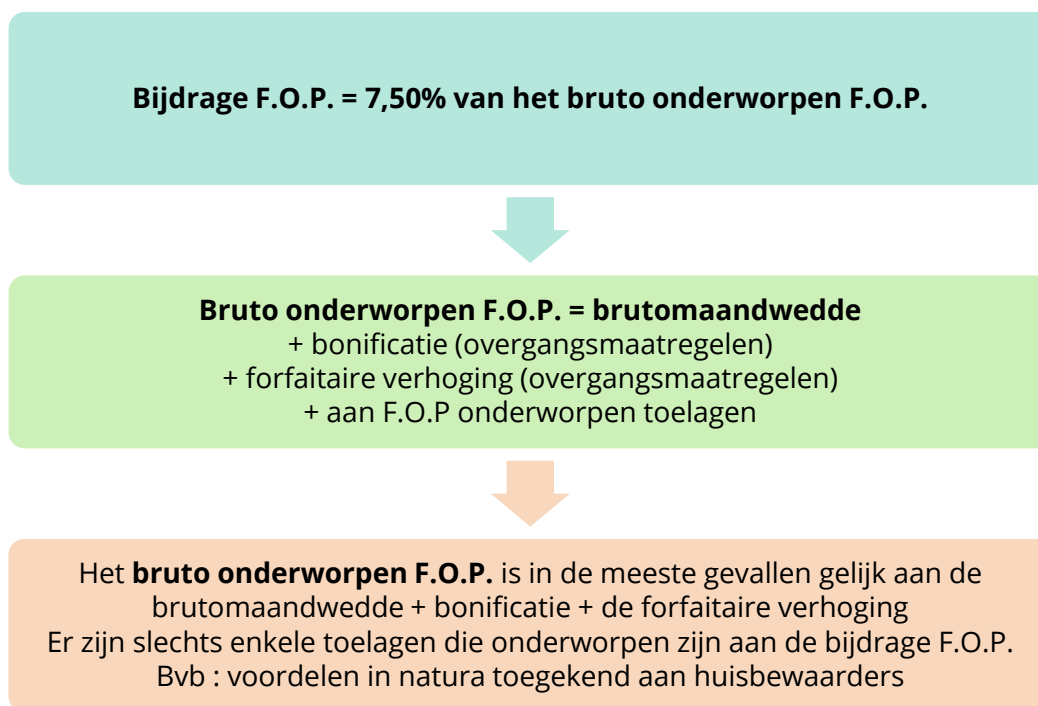 Bijdrage F.O.P. = 7,50% van het bruto onderworpen F.O.P.
Bruto onderworpen F.O.P. = brutomaandwedde
+ bonificatie (overgangsmaatregelen)
+ forfaitaire verhoging (overgangsmaatregelen)
+ aan F.O.P onderworpen toelagen
Het bruto onderworpen F.O.P. is in de meeste gevallen gelijk aan de
brutomaandwedde + bonificatie + de forfaitaire verhoging
Er zijn slechts enkele toelagen die onderworpen zijn aan de bijdrage F.O.P.
Bvb : voordelen in natura toegekend aan huisbewaarders